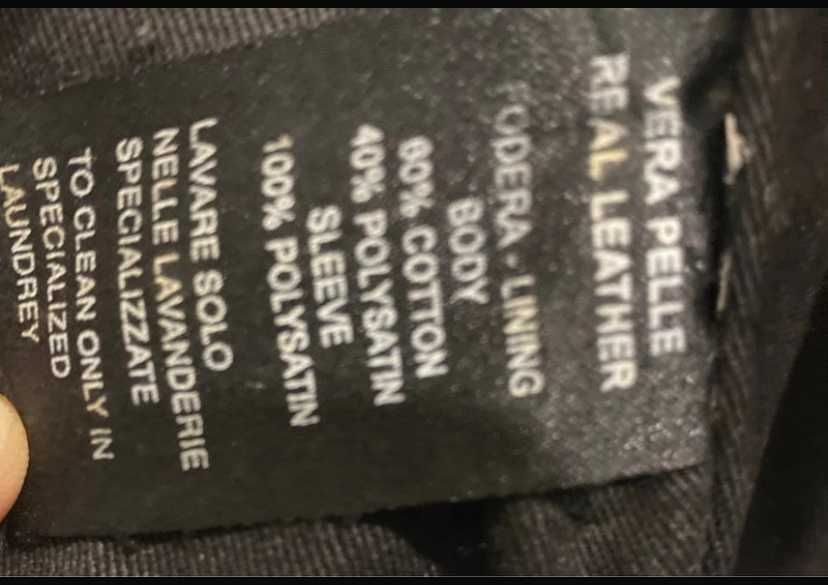 VERA PELLE
REAL LEATHER
FODERA - LINING
BODY
60% COTTON
40% POLYSATIN
SLEEVE
100% POLYSATIN
LAVARE SOLO
NELLE LAVANDERIE
SPECIALIZZATE
TO CLEAN ONLY IN
SPECIALIZED
LAUNDREY